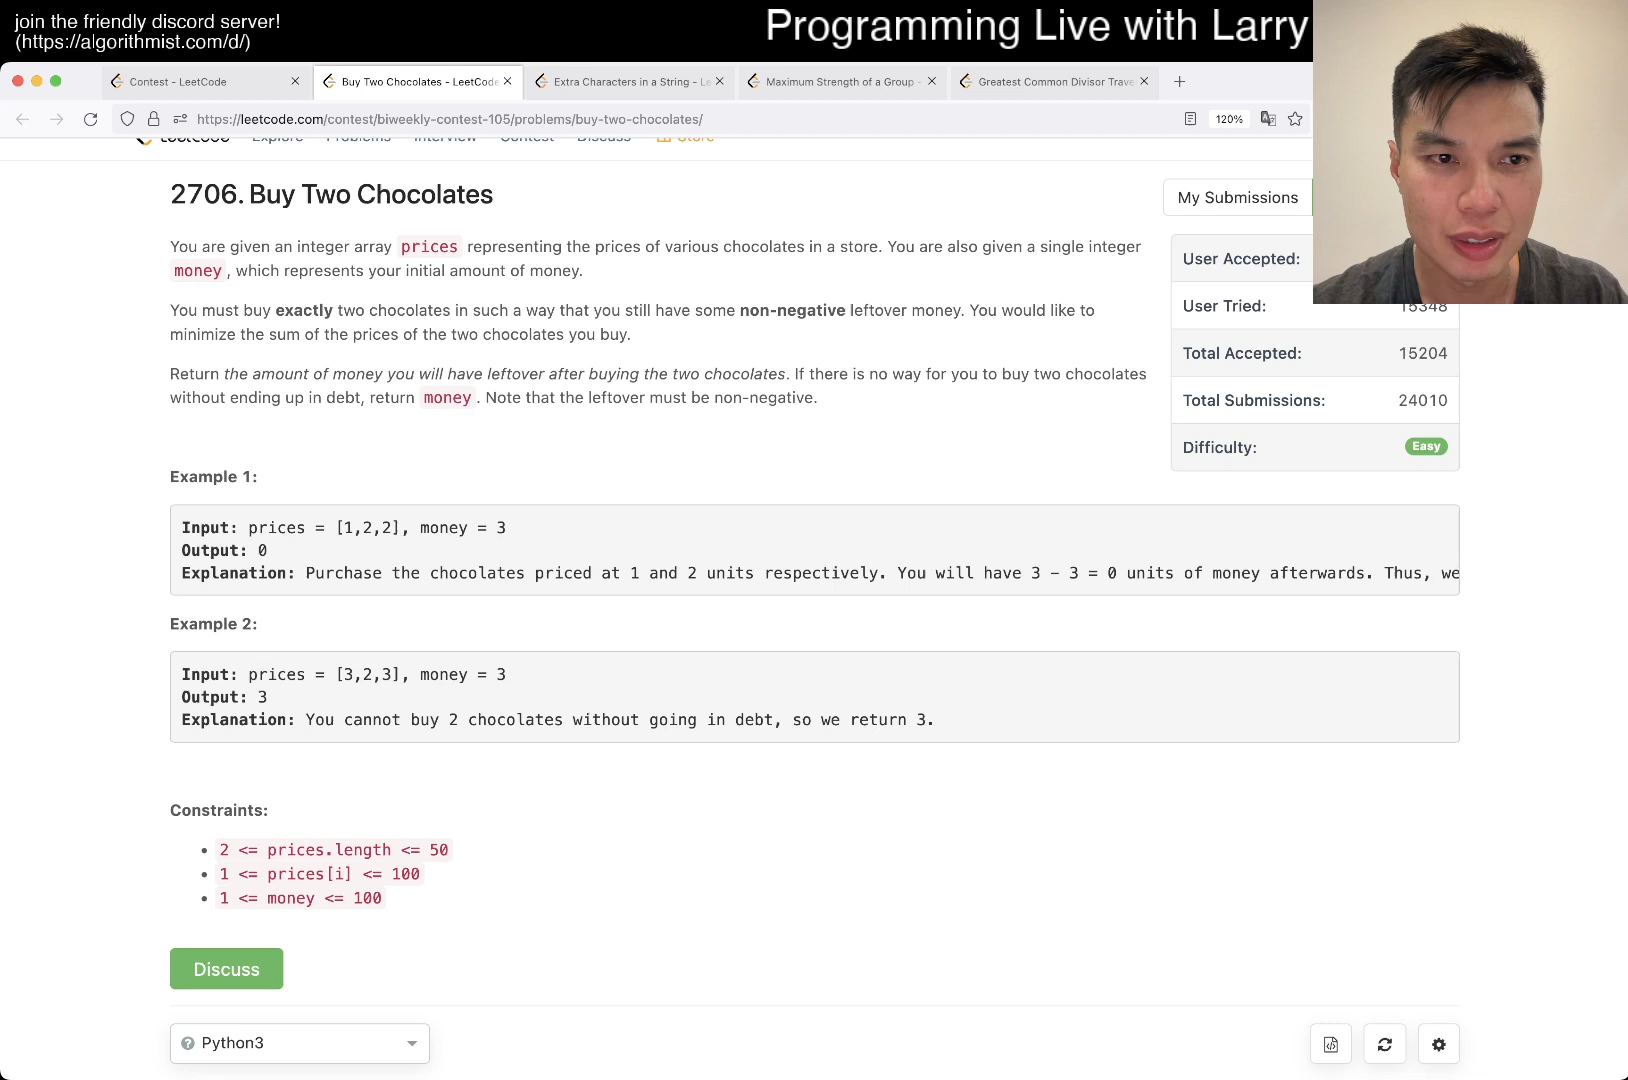 join the friendly discord server!
(https://algorithmist.com/d/)
Programming Live with Larry
Contest - LeetCode
Buy Two Chocolates - LeetCode
Extra Characters in a String - Le
Maximum Strength of a Group -
Greatest Common Divisor Trave
https://leetcode.com/contest/biweekly-contest-105/problems/buy-two-chocolates/
120%
LeetCode Explore Problems Interview Contest Discuss Store
2706. Buy Two Chocolates
My Submissions
You are given an integer array prices representing the prices of various chocolates in a store. You are also given a single integer
money, which represents your initial amount of money.
You must buy exactly two chocolates in such a way that you still have some non-negative leftover money. You would like to
minimize the sum of the prices of the two chocolates you buy.
Return the amount of money you will have leftover after buying the two chocolates. If there is no way for you to buy two chocolates
without ending up in debt, return money. Note that the leftover must be non-negative.
User Accepted:
User Tried: 15348
Total Accepted: 15204
Total Submissions: 24010
Difficulty: Easy
Example 1:
Input: prices = [1,2,2], money = 3
Output: 0
Explanation: Purchase the chocolates priced at 1 and 2 units respectively. You will have 3 - 3 = 0 units of money afterwards. Thus, we
Example 2:
Input: prices = [3,2,3], money = 3
Output: 3
Explanation: You cannot buy 2 chocolates without going in debt, so we return 3.
Constraints:
2 <= prices.length <= 50
1 <= prices[i] <= 100
1 <= money <= 100
Discuss
Python3